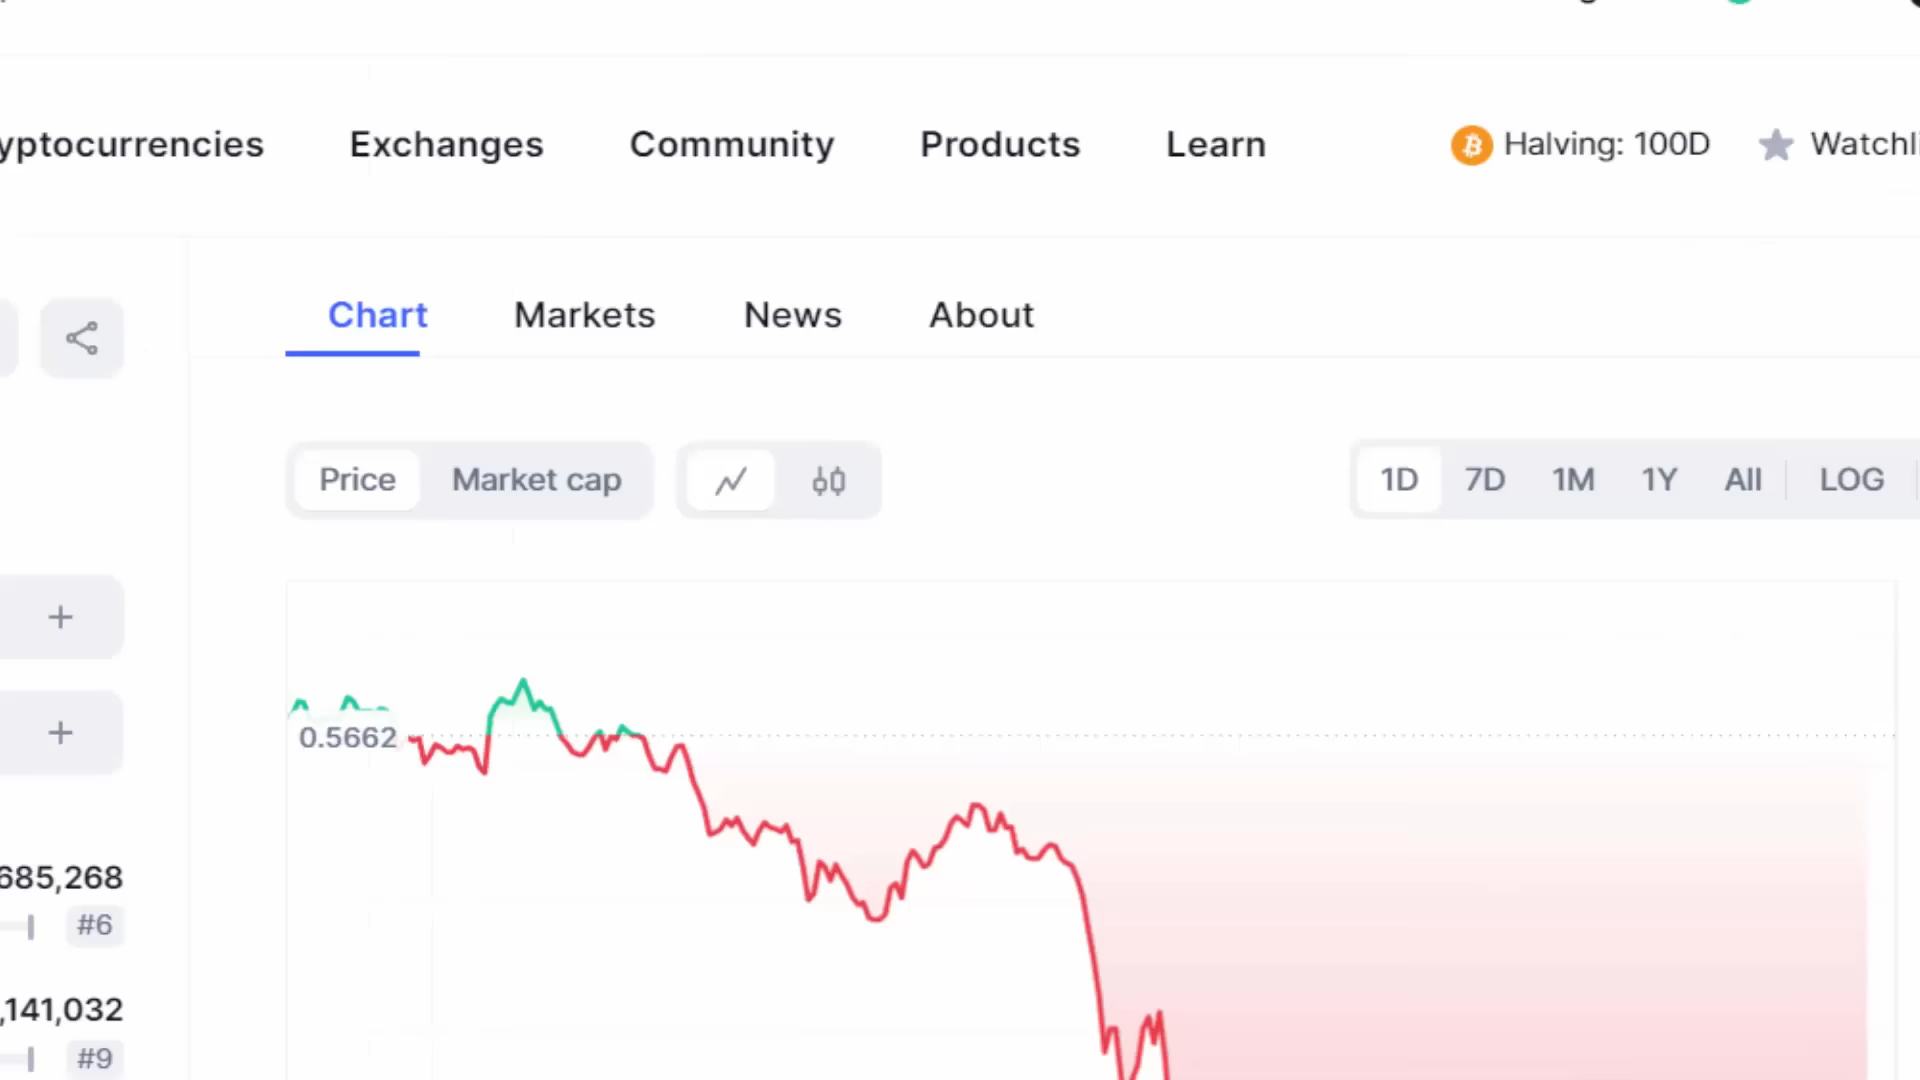 yptocurrencies Exchanges Community Products Learn Halving: 100D Watchli
Chart Markets News About
Price Market cap 1D 7D 1M 1Y All LOG
+
0.5662
+
685,268
#6
,141,032
#9